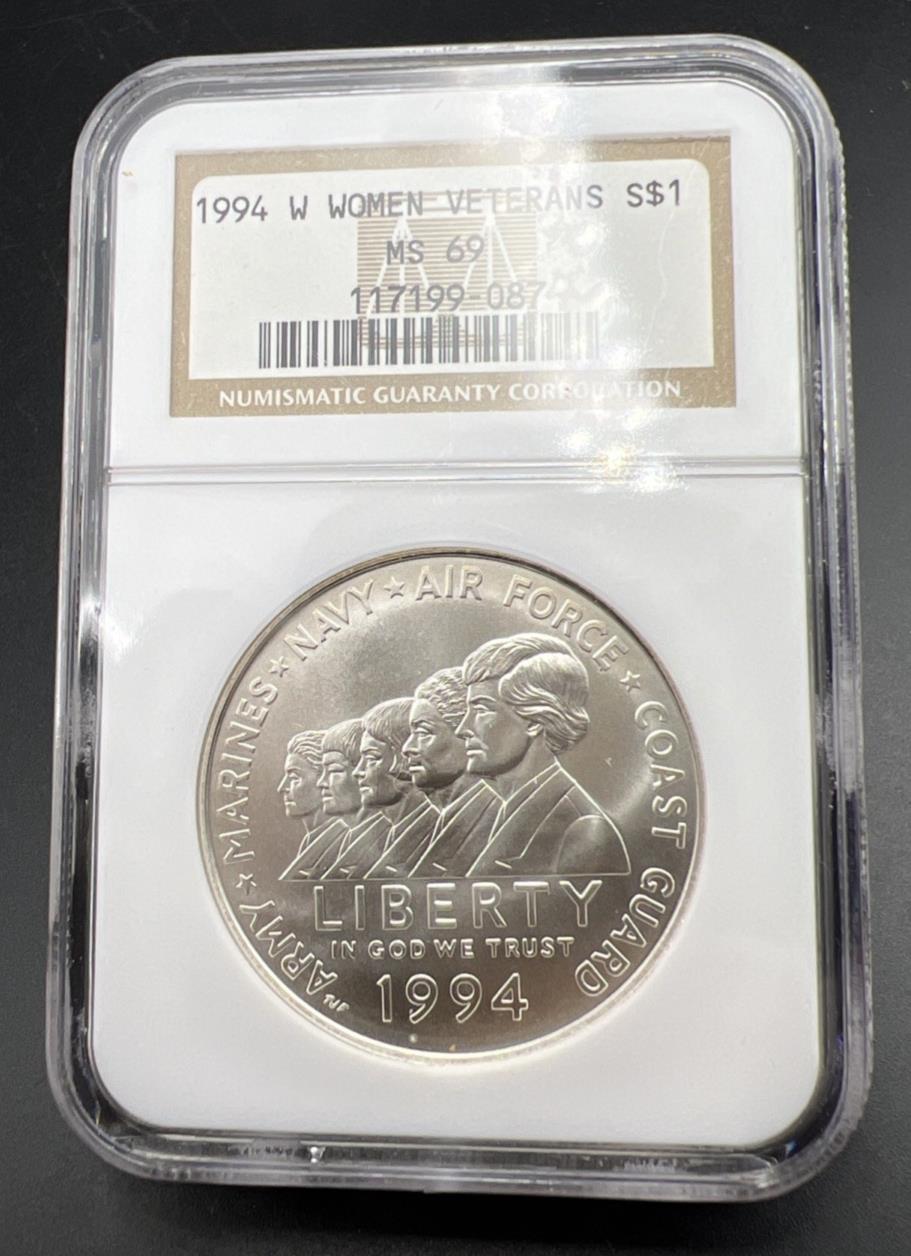 1994 W WOMEN VETERANS S$1
MS 69
117199-087
NUMISMATIC GUARANTY CORPORATION
ARMY ★ MARINES ★ NAVY ★ AIR FORCE ★ COAST GUARD
LIBERTY
IN GOD WE TRUST
1994